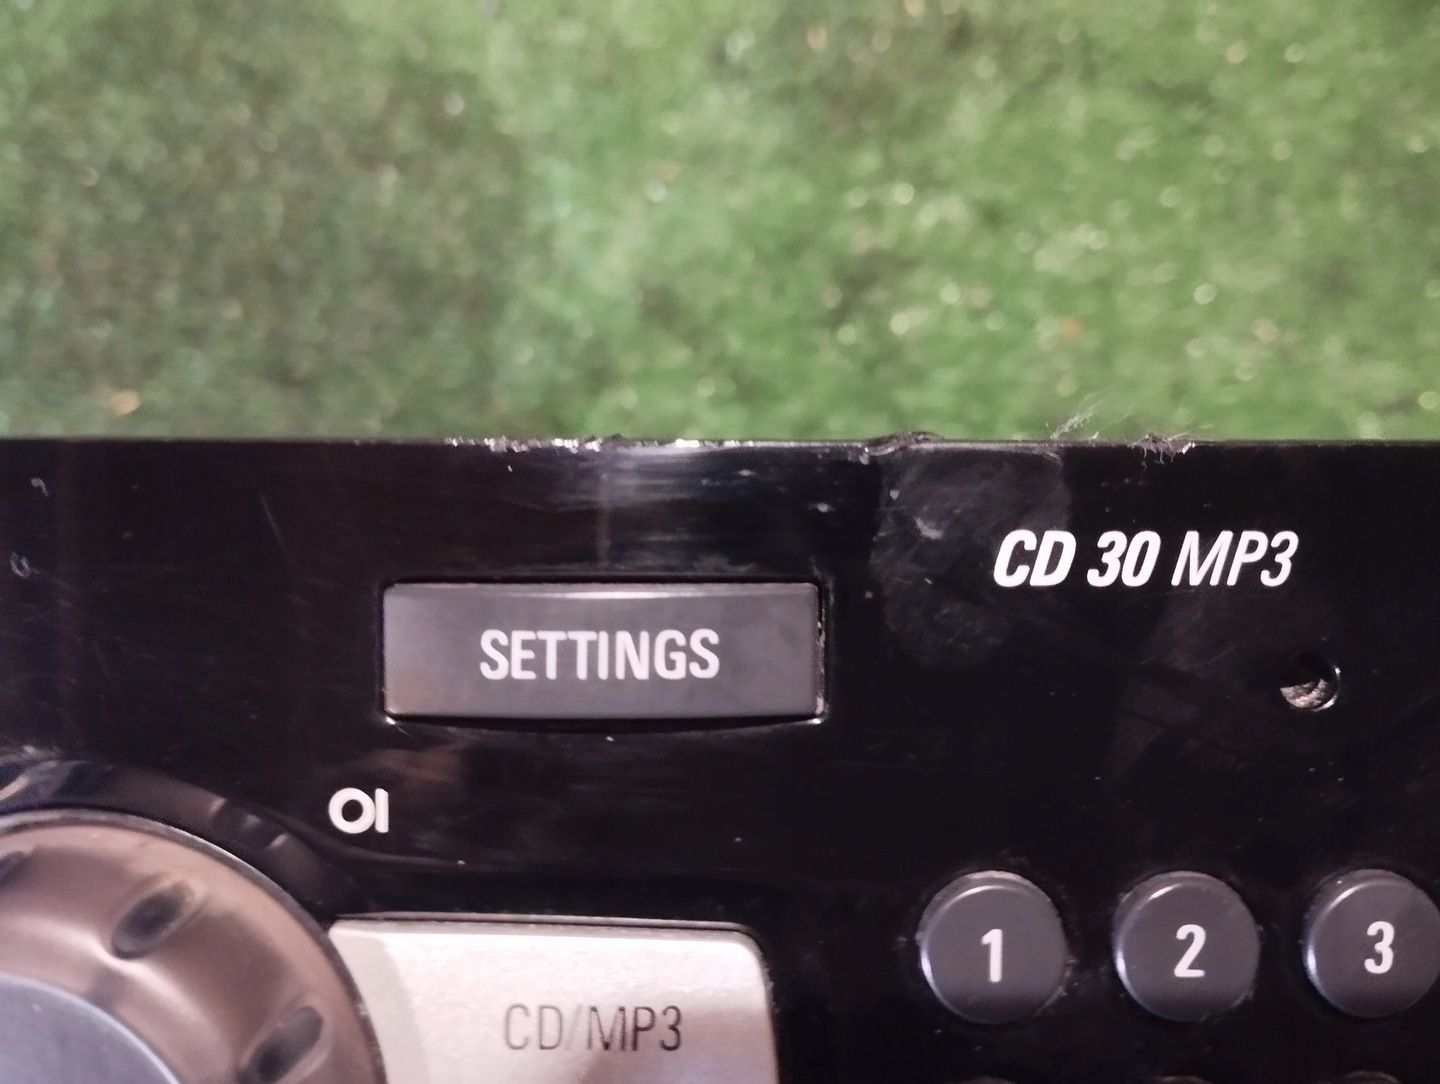 CD 30 MP3
SETTINGS
OI
1 2 3
CD/MP3